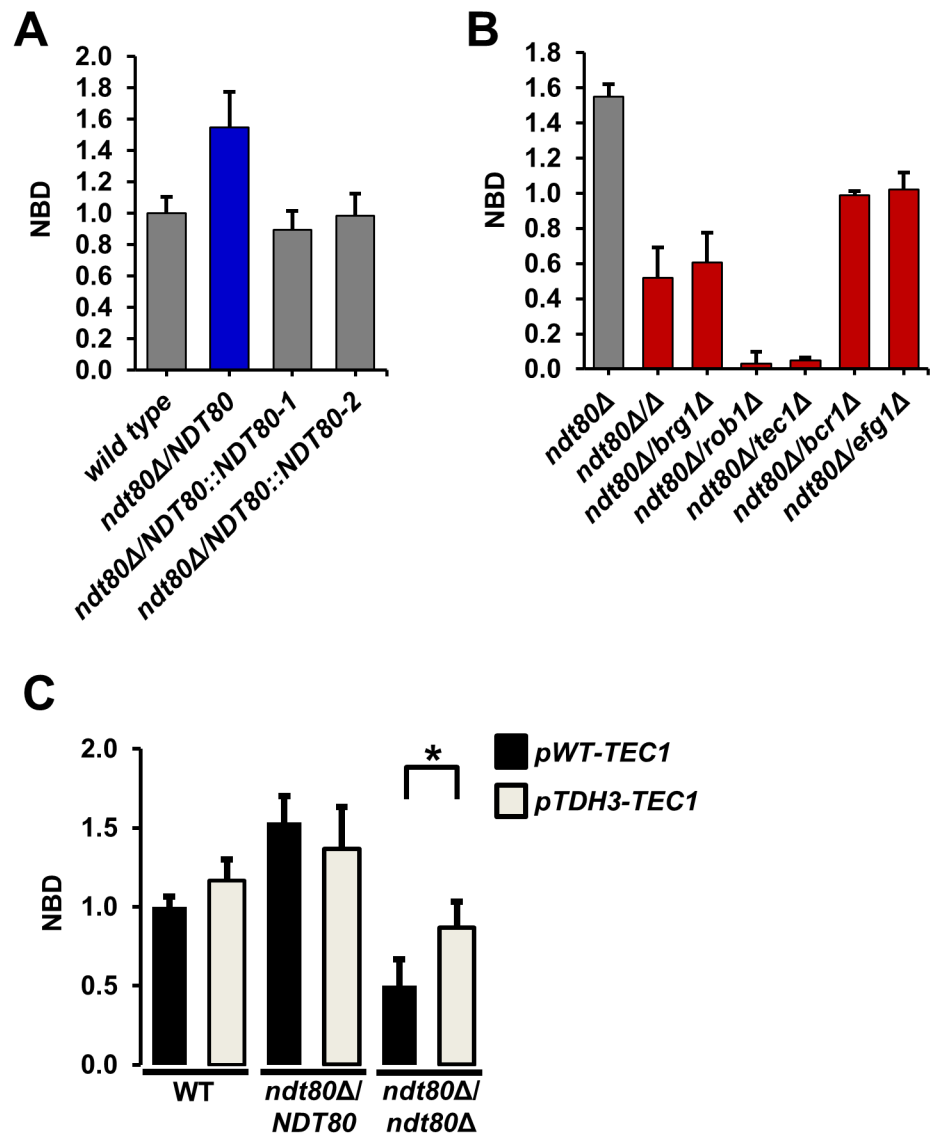 A
NBD
2.0
1.8
1.6
1.4
1.2
1.0
0.8
0.6
0.4
0.2
0.0
wild type
ndt80Δ/NDT80
ndt80Δ/NDT80::NDT80-1
ndt80Δ/NDT80::NDT80-2
B
NBD
1.8
1.6
1.4
1.2
1.0
0.8
0.6
0.4
0.2
0.0
ndt80Δ
ndt80Δ/Δ
ndt80Δ/brg1Δ
ndt80Δ/rob1Δ
ndt80Δ/tec1Δ
ndt80Δ/bcr1Δ
ndt80Δ/efg1Δ
C
NBD
2.0
1.5
1.0
0.5
0.0
*
pWT-TEC1
pTDH3-TEC1
WT
ndt80Δ/
NDT80
ndt80Δ/
ndt80Δ